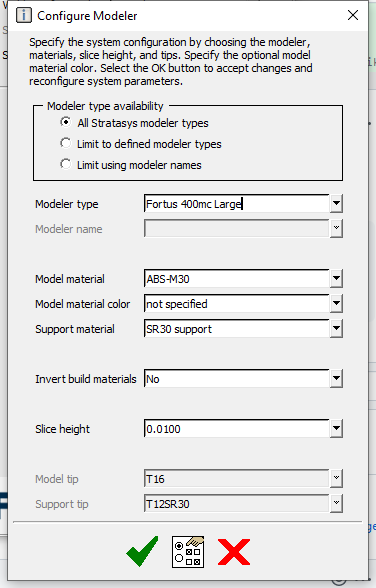 Configure Modeler
Specify the system configuration by choosing the modeler,
materials, slice height, and tips. Specify the optional model
material color. Select the OK button to accept changes and
reconfigure system parameters.
Modeler type availability
All Stratasys modeler types
Limit to defined modeler types
Limit using modeler names
Modeler type Fortus 400mc Large
Modeler name
Model material ABS-M30
Model material color not specified
Support material SR30 support
Invert build materials No
Slice height 0.0100
Model tip T16
Support tip T12SR30